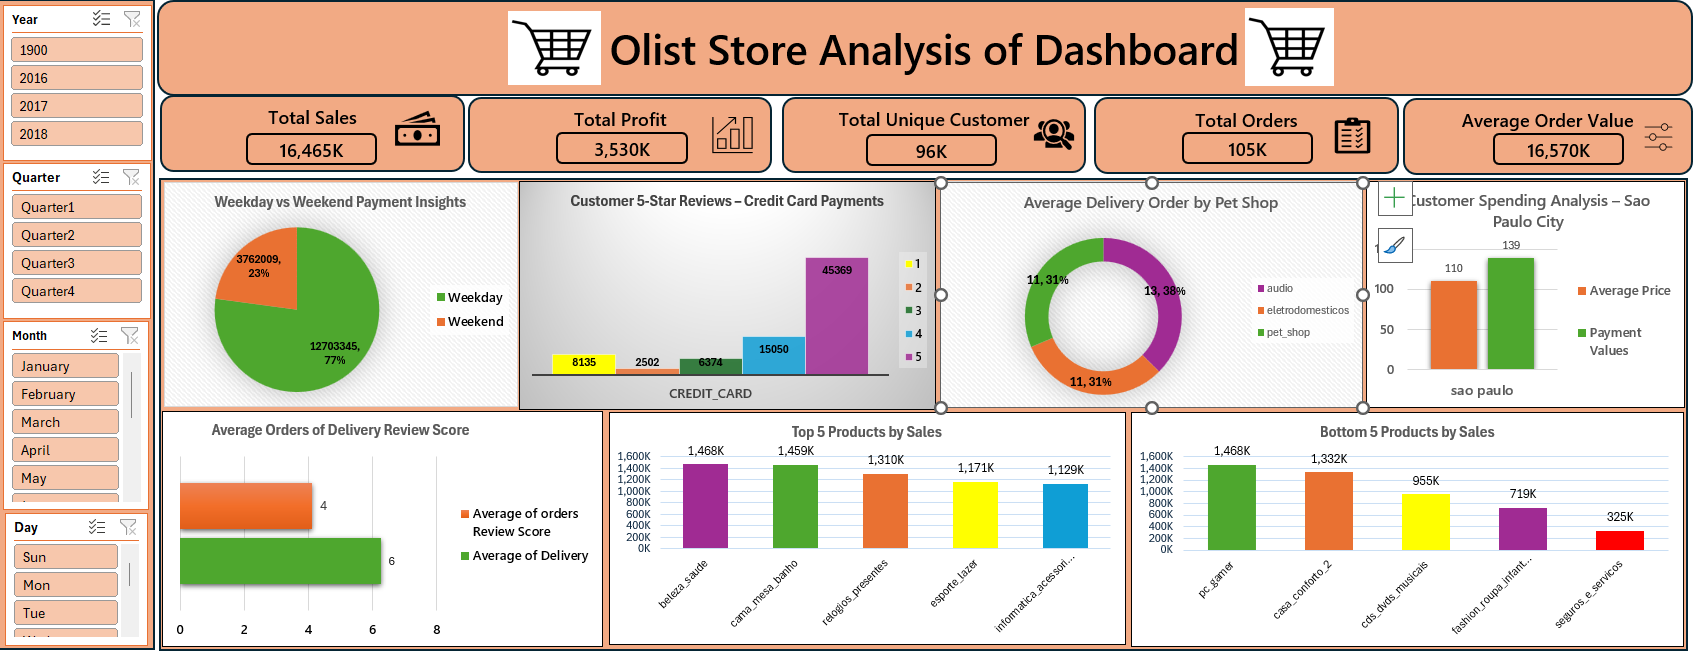 Year
1900
2016
2017
2018
Quarter
Quarter1
Quarter2
Quarter3
Quarter4
Month
January
February
March
April
May
Day
Sun
Mon
Tue
Olist Store Analysis of Dashboard
Total Sales
16,465K
Total Profit
3,530K
Total Unique Customer
96K
Total Orders
105K
Average Order Value
16,570K
Weekday vs Weekend Payment Insights
3762009,
23%
12703345,
77%
Weekday
Weekend
Customer 5-Star Reviews – Credit Card Payments
8135
2502
6374
15050
45369
CREDIT_CARD
1
2
3
4
5
Average Delivery Order by Pet Shop
11, 31%
13, 38%
11, 31%
audio
eletrodomesticos
pet_shop
Customer Spending Analysis – Sao
Paulo City
139
110
100
50
0
sao paulo
Average Price
Payment
Values
Average Orders of Delivery Review Score
4
6
0 2 4 6 8
Average of orders
Review Score
Average of Delivery
Top 5 Products by Sales
1,600K
1,400K
1,200K
1,000K
800K
600K
400K
200K
0K
1,468K
1,459K
1,310K
1,171K
1,129K
beleza_saude
cama_mesa_banho
relogios_presentes
esporte_lazer
informatica_acessori...
Bottom 5 Products by Sales
1,600K
1,400K
1,200K
1,000K
800K
600K
400K
200K
0K
1,468K
1,332K
955K
719K
325K
pc_gamer
casa_conforto_2
cds_dvds_musicais
fashion_roupa_infant...
seguros_e_servicos